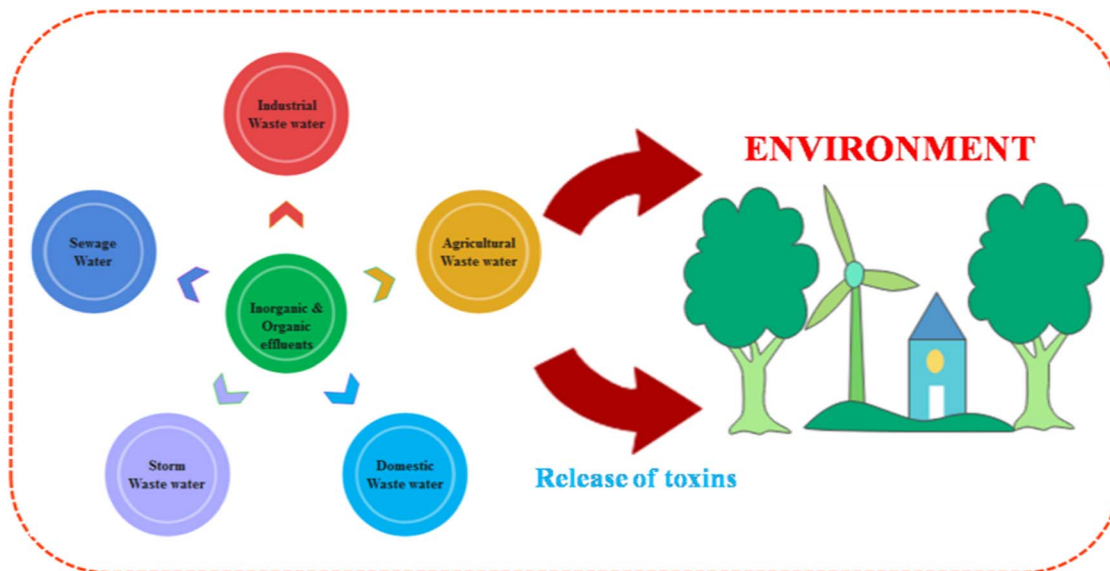 Industrial
Waste water
ENVIRONMENT
Sewage
Water
Agricultural
Waste water
Inorganic &
Organic
effluents
Storm
Waste water
Domestic
Waste water
Release of toxins